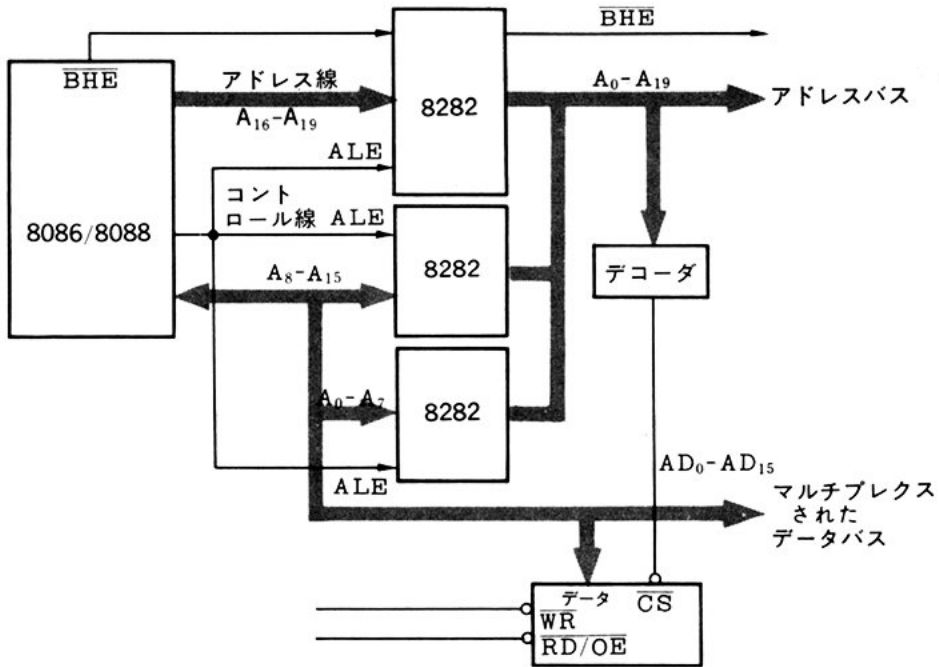 BHE
BHE
アドレス線
A₁₆-A₁₉
8282
A₀-A₁₉
アドレスバス
ALE
コント
ロール線
ALE
8086/8088
A₈-A₁₅
8282
デコーダ
A₀-A₇
8282
ALE
AD₀-AD₁₅
マルチプレクス
された
データバス
データ
CS
WR
RD/OE